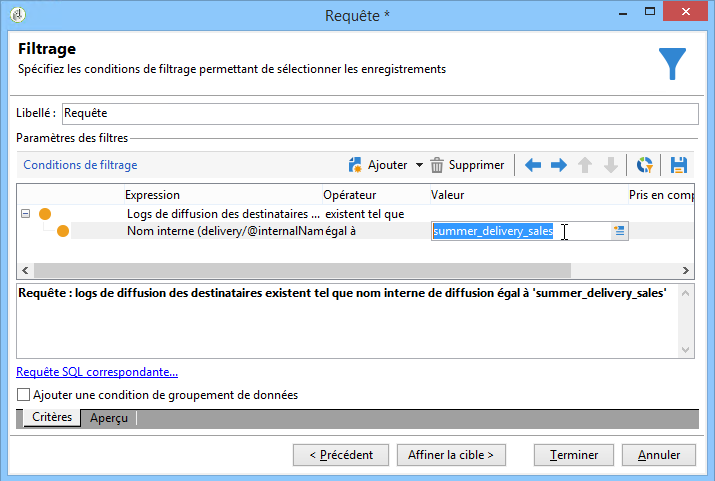 Requête *
Filtrage
Spécifiez les conditions de filtrage permettant de sélectionner les enregistrements
Libellé : Requête
Paramètres des filtres
Conditions de filtrage Ajouter Supprimer
Expression Opérateur Valeur Pris en comp
Logs de diffusion des destinataires ... existent tel que
Nom interne (delivery/@internalNam égal à summer_delivery_sales
Requête : logs de diffusion des destinataires existent tel que nom interne de diffusion égal à 'summer_delivery_sales'
Requête SQL correspondante...
Ajouter une condition de groupement de données
Critères Aperçu
< Précédent Affiner la cible > Terminer Annuler